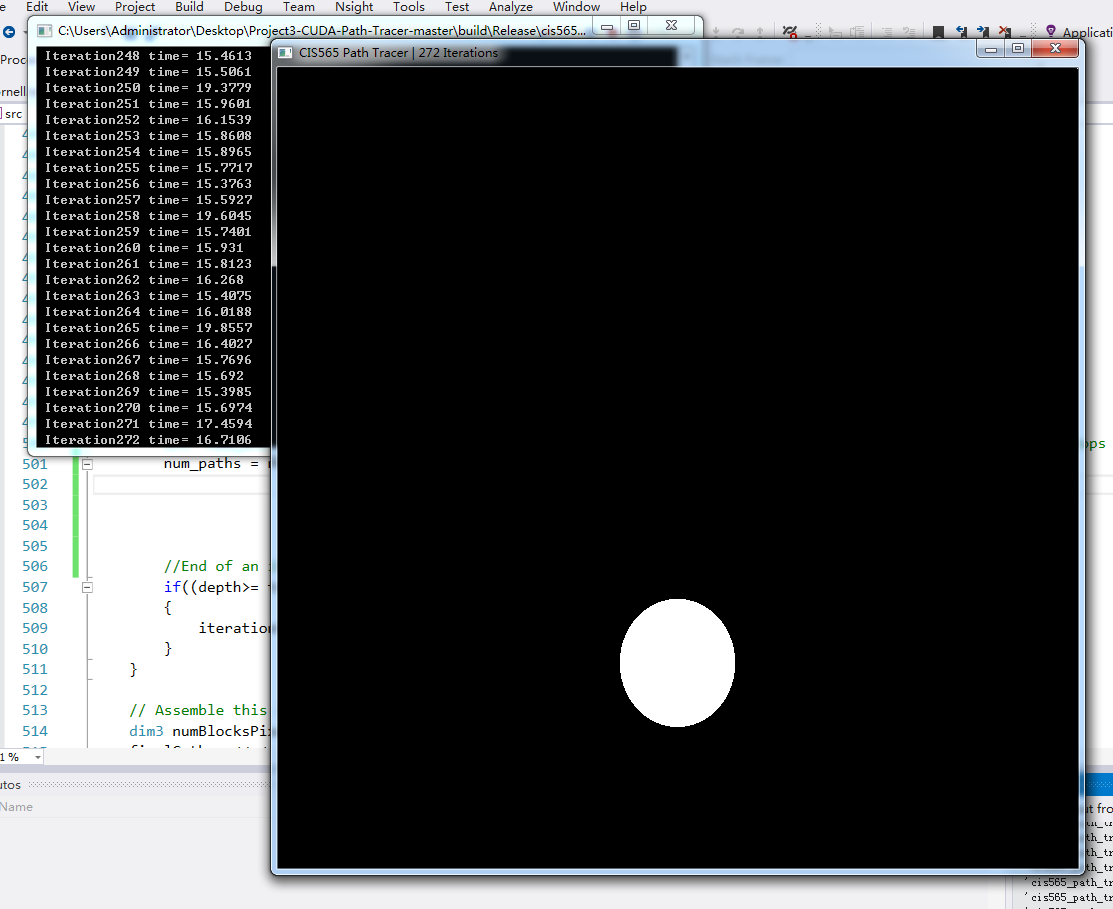 Edit View Project Build Debug Team Nsight Tools Test Analyze Window Help
C:\Users\Administrator\Desktop\Project3-CUDA-Path-Tracer-master\build\Release\cis565...
CIS565 Path Tracer | 272 Iterations
Iteration248 time= 15.4613
Iteration249 time= 15.5061
Iteration250 time= 19.3779
Iteration251 time= 15.9601
Iteration252 time= 16.1539
Iteration253 time= 15.8608
Iteration254 time= 15.8965
Iteration255 time= 15.7717
Iteration256 time= 15.3763
Iteration257 time= 15.5927
Iteration258 time= 19.6045
Iteration259 time= 15.7401
Iteration260 time= 15.931
Iteration261 time= 15.8123
Iteration262 time= 16.268
Iteration263 time= 15.4075
Iteration264 time= 16.0188
Iteration265 time= 19.8557
Iteration266 time= 16.4027
Iteration267 time= 15.7696
Iteration268 time= 15.692
Iteration269 time= 15.3985
Iteration270 time= 15.6974
Iteration271 time= 17.4594
Iteration272 time= 16.7106
Applicati
Proc
rnell
src
ops
501 num_paths =
502
503
504
505
506 //End of an
507 if((depth>=
508 {
509 iteration
510 }
511 }
512
513 // Assemble this
514 dim3 numBlocksPix
1 %
utos
Name
ut fro
th_tr
th_tr
th_tr
'cis565_path_tr
'cis565_path_tr